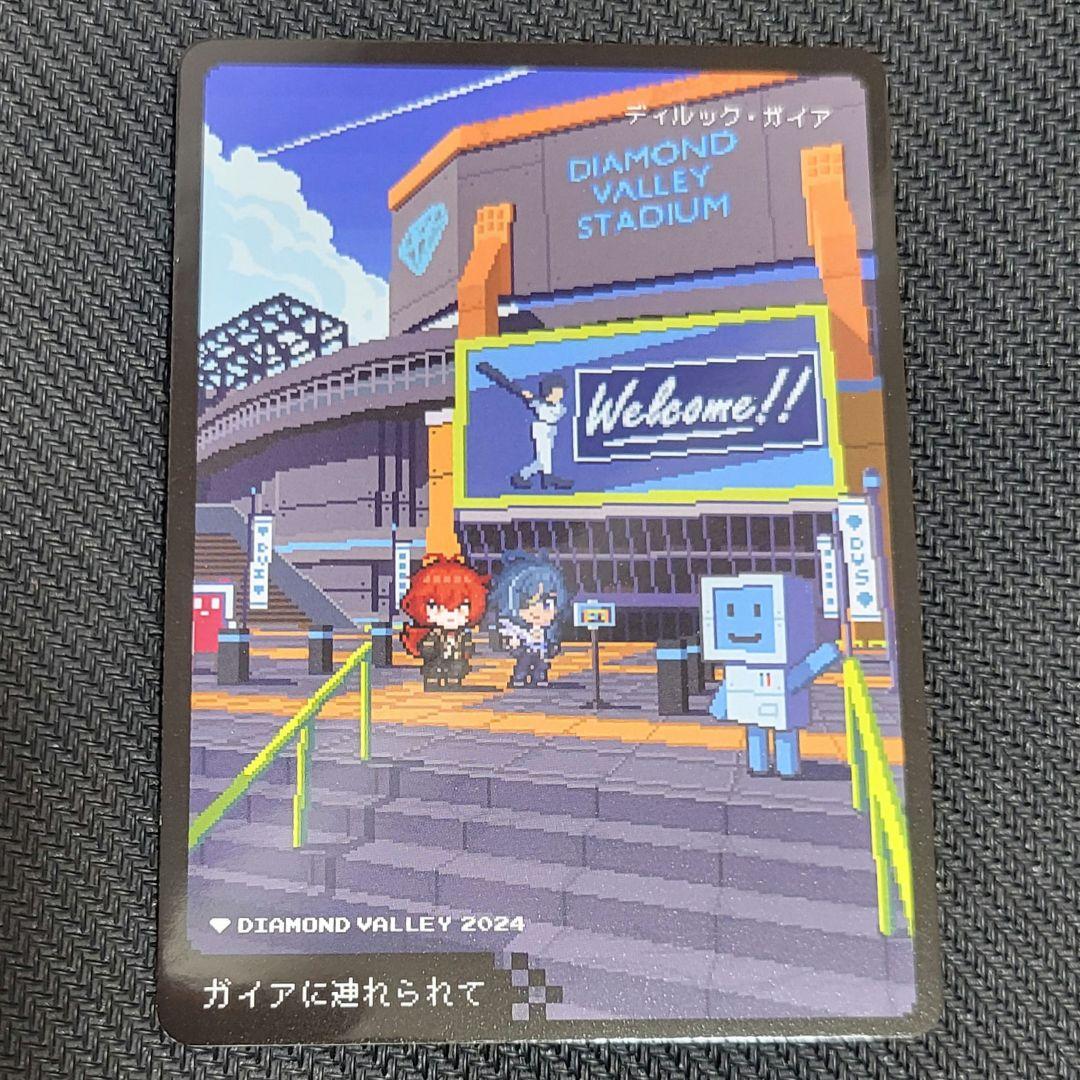 ディルック・ガイア
DIAMOND
VALLEY
STADIUM
Welcome!!
DVS
DIAMOND VALLEY 2024
ガイアに連れられて